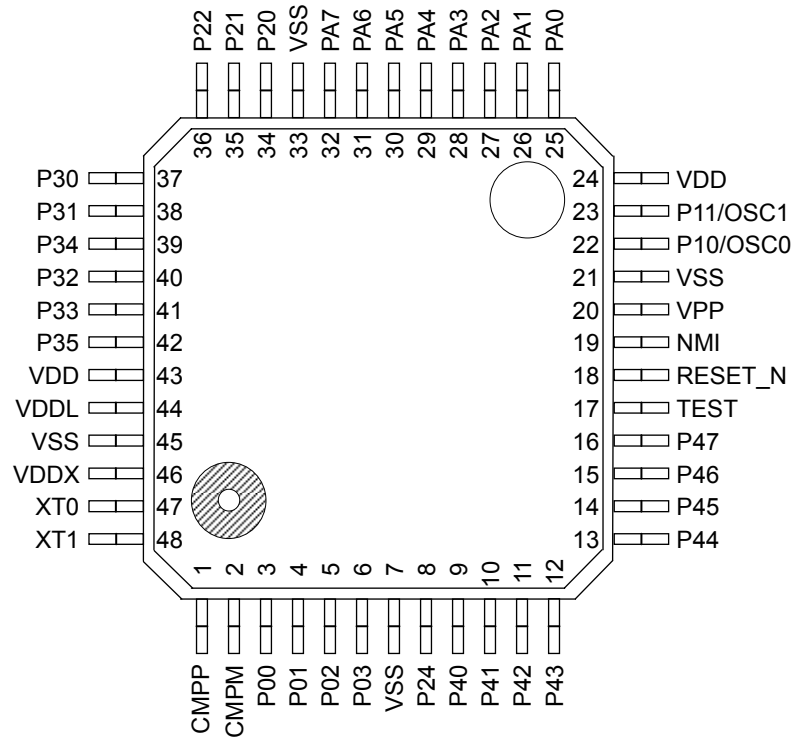 P22 P21 P20 VSS PA7 PA6 PA5 PA4 PA3 PA2 PA1 PA0
36 35 34 33 32 31 30 29 28 27 26 25
P30 37 24 VDD
P31 38 23 P11/OSC1
P34 39 22 P10/OSC0
P32 40 21 VSS
P33 41 20 VPP
P35 42 19 NMI
VDD 43 18 RESET_N
VDDL 44 17 TEST
VSS 45 16 P47
VDDX 46 15 P46
XT0 47 14 P45
XT1 48 13 P44
1 2 3 4 5 6 7 8 9 10 11 12
CMPP CMPM P00 P01 P02 P03 VSS P24 P40 P41 P42 P43